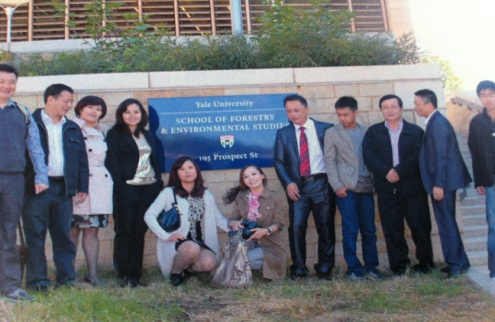 Yale University
SCHOOL OF FORESTRY
& ENVIRONMENTAL STUDIES
195 Prospect St